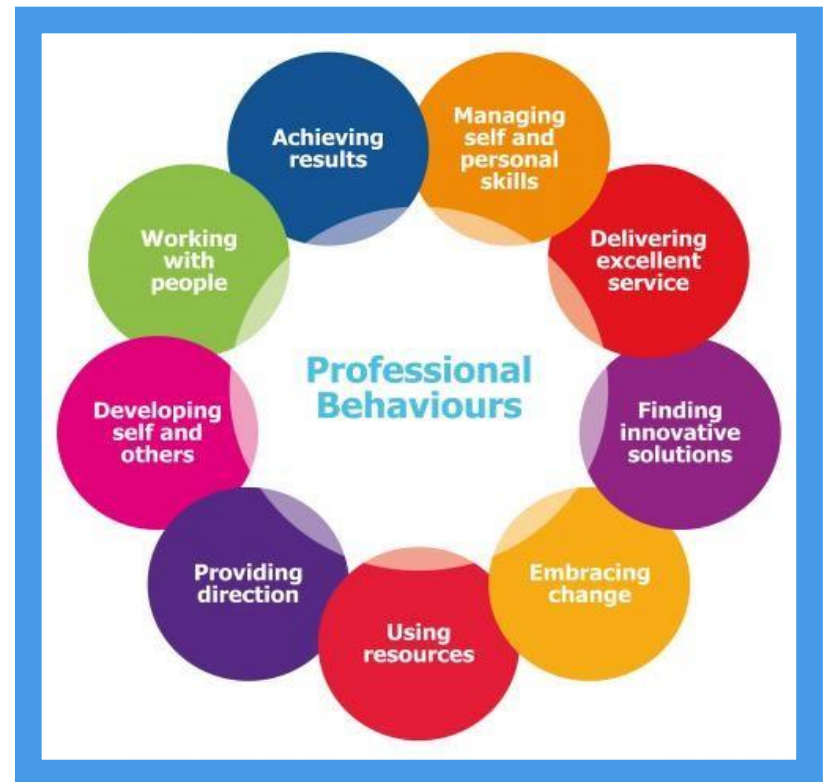 Achieving
results
Managing
self and
personal
skills
Delivering
excellent
service
Finding
innovative
solutions
Embracing
change
Using
resources
Providing
direction
Developing
self and
others
Working
with
people
Professional
Behaviours